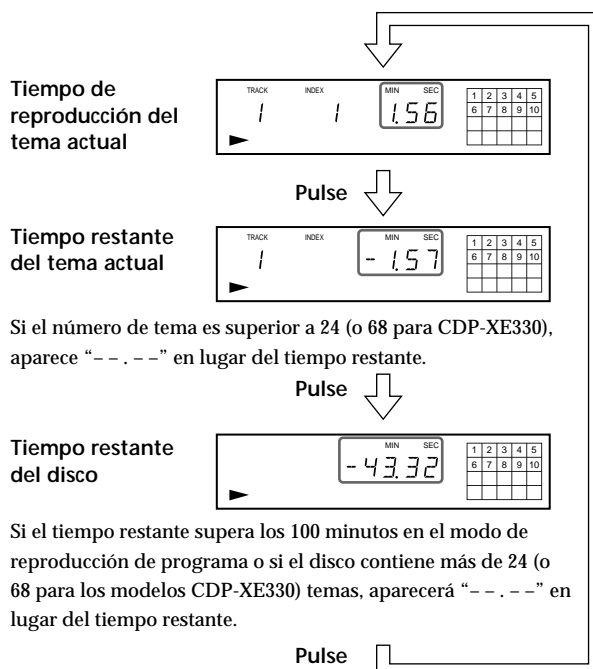 Tiempo de
reproducción del
tema actual
TRACK INDEX MIN SEC
1 1 1.56
1 2 3 4 5
6 7 8 9 10
Pulse
Tiempo restante
del tema actual
TRACK INDEX MIN SEC
1 - 1.57
1 2 3 4 5
6 7 8 9 10
Si el número de tema es superior a 24 (o 68 para CDP-XE330),
aparece “– – . – –” en lugar del tiempo restante.
Pulse
Tiempo restante
del disco
MIN SEC
- 43.32
1 2 3 4 5
6 7 8 9 10
Si el tiempo restante supera los 100 minutos en el modo de
reproducción de programa o si el disco contiene más de 24 (o
68 para los modelos CDP-XE330) temas, aparecerá “– – . – –” en
lugar del tiempo restante.
Pulse